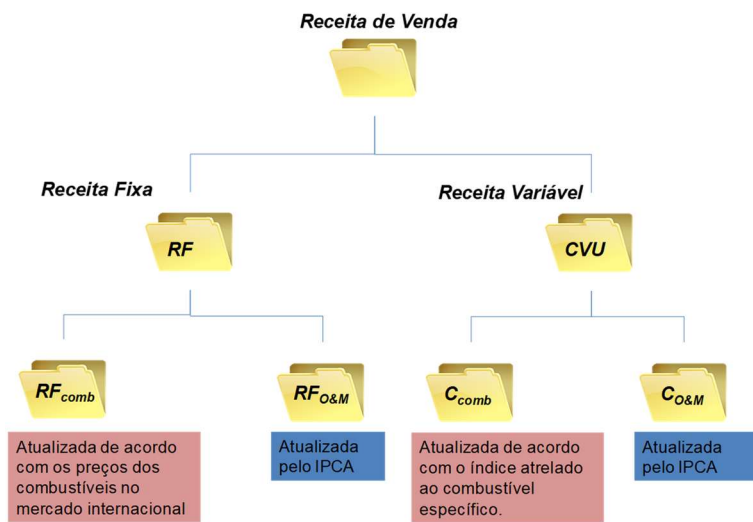 Receita de Venda
Receita Fixa
Receita Variável
RF
CVU
RFcomb
RFO&M
Ccomb
CO&M
Atualizada de acordo
com os preços dos
combustíveis no
mercado internacional
Atualizada
pelo IPCA
Atualizada de acordo
com o índice atrelado
ao combustível
específico.
Atualizada
pelo IPCA